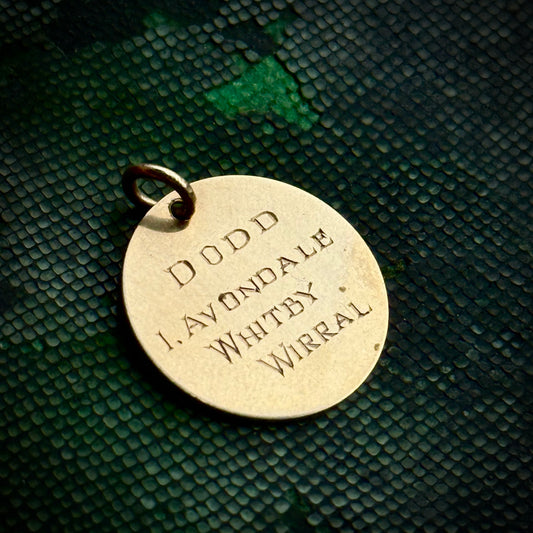 DODD
1, AVONDALE
WHITBY
WIRRAL